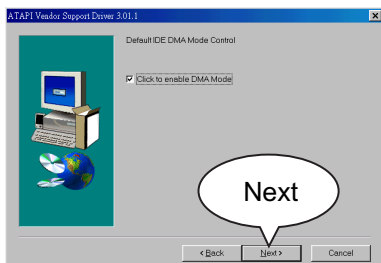 ATAPI Vendor Support Driver 3.01.1
Default IDE DMA Mode Control
Click to enable DMA Mode
Next
< Back
Next >
Cancel